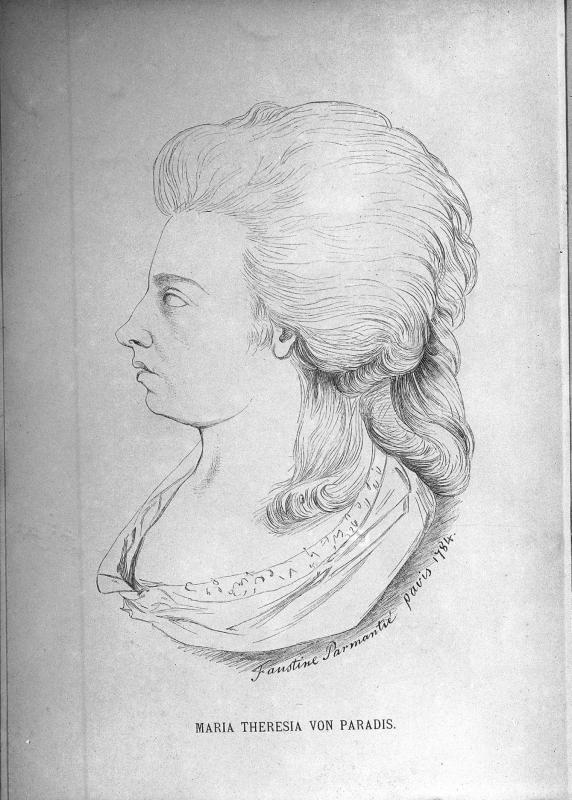 Faustine Parmantié paris 1784.
MARIA THERESIA VON PARADIS.